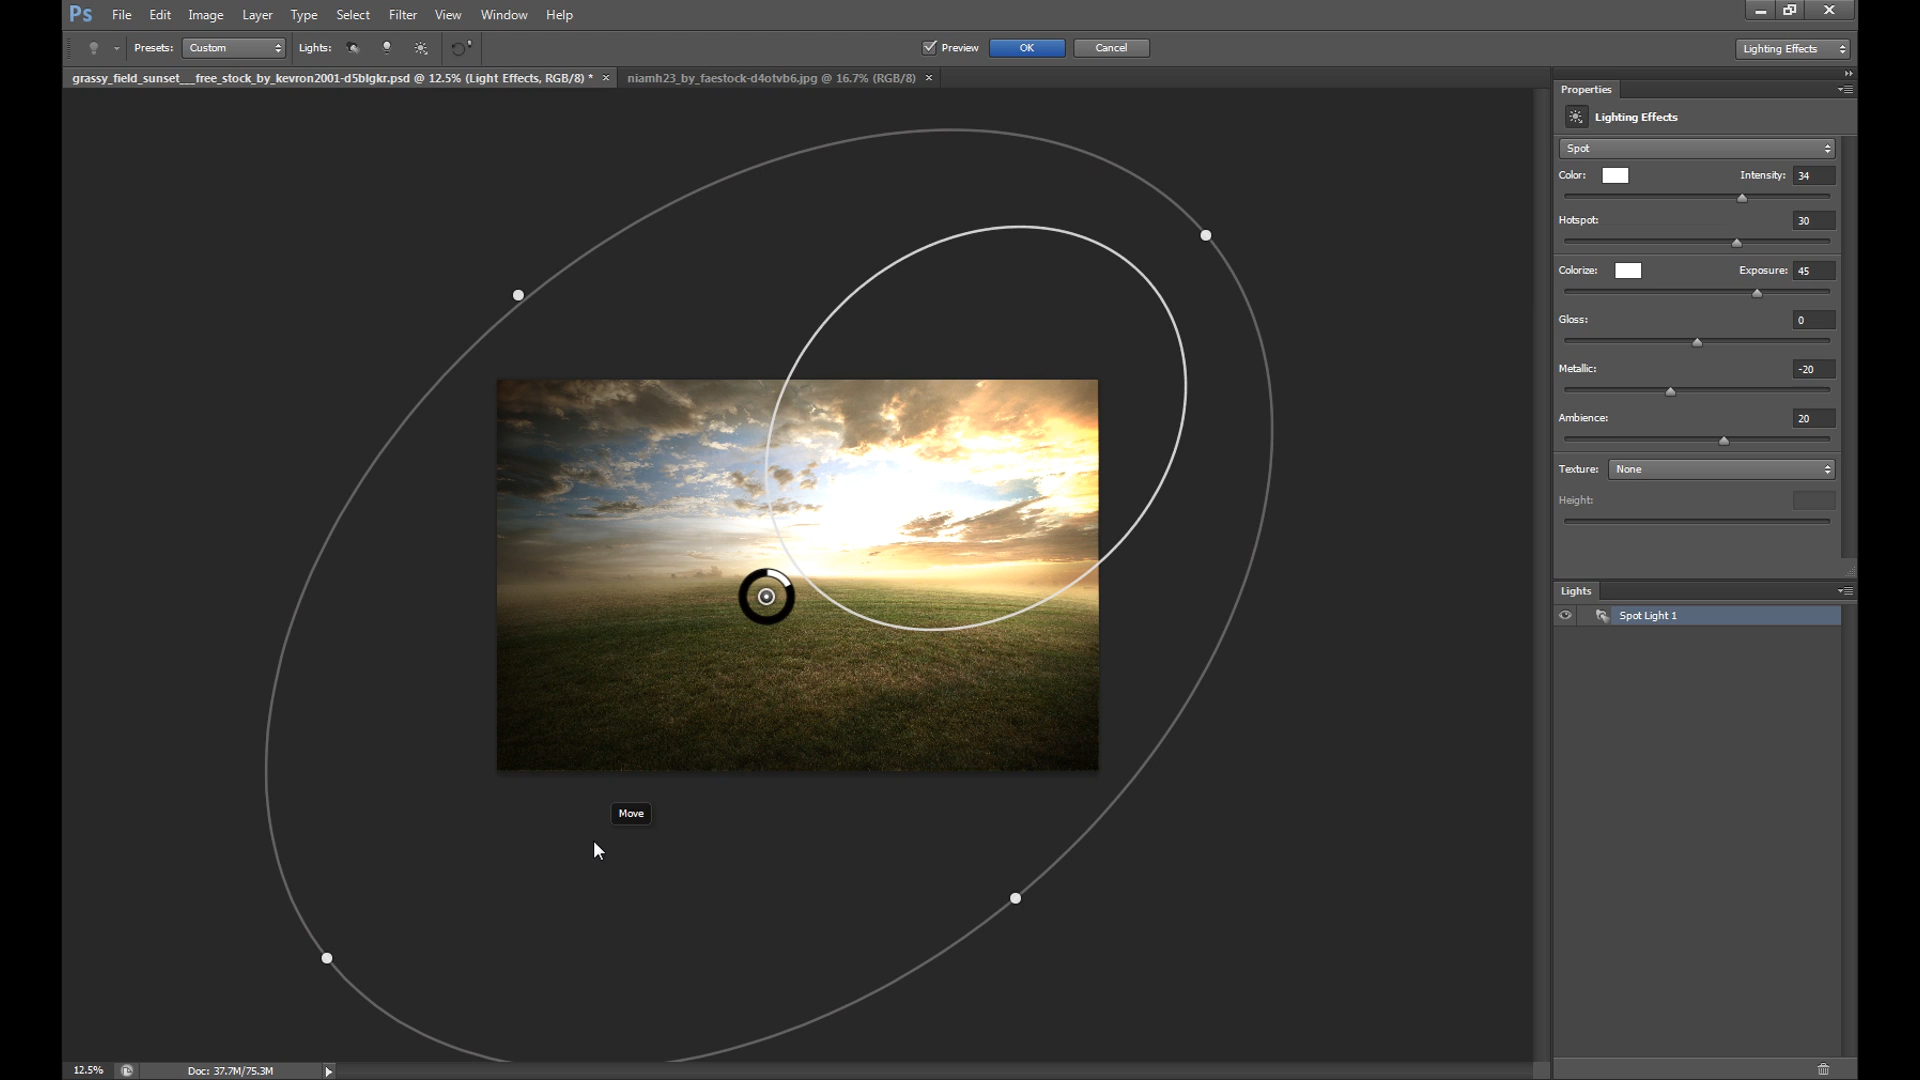 Ps File Edit Image Layer Type Select Filter View Window Help
Presets: Custom Lights: Preview OK Cancel Lighting Effects
grassy_field_sunset___free_stock_by_kevron2001-d5blgkr.psd @ 12.5% (Light Effects, RGB/8) * × niamh23_by_faestock-d4otvb6.jpg @ 16.7% (RGB/8) ×
Properties
Lighting Effects
Spot
Color: Intensity: 34
Hotspot: 30
Colorize: Exposure: 45
Gloss: 0
Metallic: -20
Ambience: 20
Texture: None
Height:
Lights
Spot Light 1
Move
12.5% Doc: 37.7M/75.3M